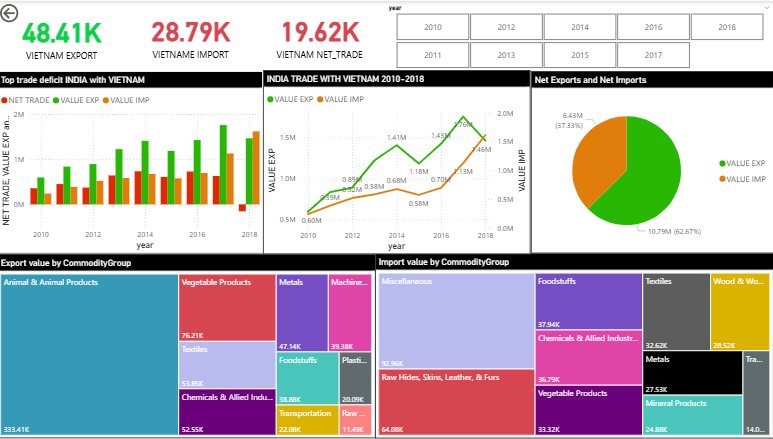 48.41K
VIETNAM EXPORT
28.79K
VIETNAME IMPORT
19.62K
VIETNAM NET_TRADE
year
2010
2012
2014
2016
2018
2011
2013
2015
2017
Top trade deficit INDIA with VIETNAM
NET TRADE VALUE EXP VALUE IMP
NET TRADE, VALUE EXP an...
2M
1M
0M
2010
2012
2014
2016
2018
year
INDIA TRADE WITH VIETNAM 2010-2018
VALUE EXP VALUE IMP
VALUE EXP
1.5M
1.0M
0.5M
0.60M
0.39M
0.89M
0.52M
0.58M
1.41M
0.68M
1.18M
0.58M
1.43M
0.70M
1.76M
1.13M
1.46M
2.0M
1.5M
1.0M
0.5M
0.0M
VALUE IMP
2010
2012
2014
2016
2018
year
Net Exports and Net Imports
6.43M
(37.33%)
10.79M (62.67%)
VALUE EXP
VALUE IMP
Export value by CommodityGroup
Animal & Animal Products
333.41K
Vegetable Products
76.21K
Textiles
53.85K
Chemicals & Allied Indu...
52.55K
Metals
47.14K
Machine...
39.38K
Foodstuffs
38.88K
Plasti...
20.09K
Transportation
22.08K
Raw ...
11.49K
Import value by CommodityGroup
Miscellaneous
92.96K
Raw Hides, Skins, Leather, & Furs
64.08K
Foodstuffs
37.94K
Chemicals & Allied Industr...
36.79K
Vegetable Products
33.32K
Textiles
32.62K
Wood & Wo...
28.52K
Metals
27.53K
Mineral Products
24.88K
Tra...
14.0...